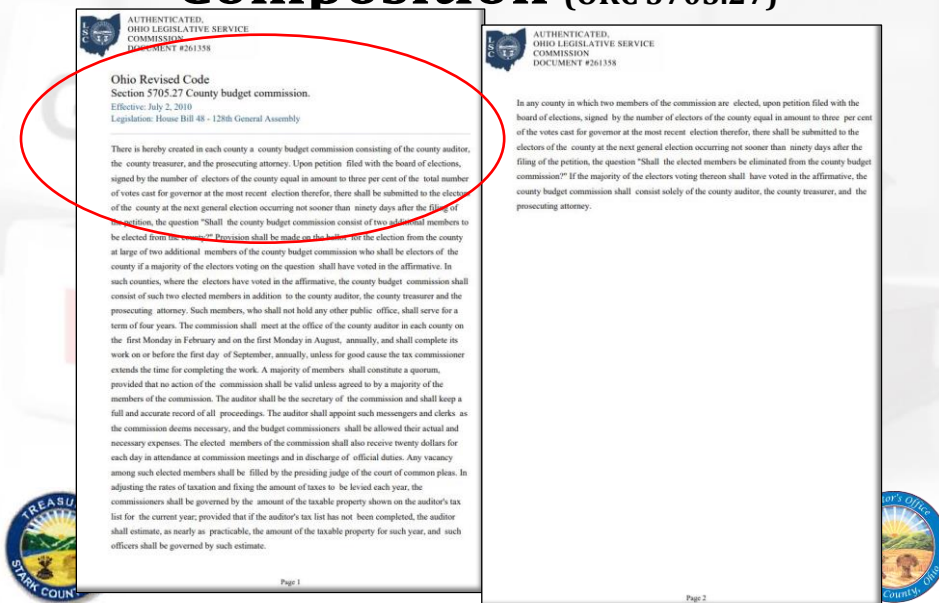 Composition (ORC 5705.27)
LSC
AUTHENTICATED,
OHIO LEGISLATIVE SERVICE
COMMISSION
DOCUMENT #261358
Ohio Revised Code
Section 5705.27 County budget commission.
Effective: July 2, 2010
Legislation: House Bill 48 - 128th General Assembly
There is hereby created in each county a county budget commission consisting of the county auditor,
the county treasurer, and the prosecuting attorney. Upon petition filed with the board of elections,
signed by the number of electors of the county equal in amount to three per cent of the total number
of votes cast for governor at the most recent election therefor, there shall be submitted to the electors
of the county at the next general election occurring not sooner than ninety days after the filing of
the petition, the question "Shall the county budget commission consist of two additional members to
be elected from the county?" Provision shall be made on the ballot for the election from the county
at large of two additional members of the county budget commission who shall be electors of the
county if a majority of the electors voting on the question shall have voted in the affirmative. In
such counties, where the electors have voted in the affirmative, the county budget commission shall
consist of such two elected members in addition to the county auditor, the county treasurer and the
prosecuting attorney. Such members, who shall not hold any other public office, shall serve for a
term of four years. The commission shall meet at the office of the county auditor in each county on
the first Monday in February and on the first Monday in August, annually, and shall complete its
work on or before the first day of September, annually, unless for good cause the tax commissioner
extends the time for completing the work. A majority of members shall constitute a quorum,
provided that no action of the commission shall be valid unless agreed to by a majority of the
members of the commission. The auditor shall be the secretary of the commission and shall keep a
full and accurate record of all proceedings. The auditor shall appoint such messengers and clerks as
the commission deems necessary, and the budget commissioners shall be allowed their actual and
necessary expenses. The elected members of the commission shall also receive twenty dollars for
each day in attendance at commission meetings and in discharge of official duties. Any vacancy
among such elected members shall be filled by the presiding judge of the court of common pleas. In
adjusting the rates of taxation and fixing the amount of taxes to be levied each year, the
commissioners shall be governed by the amount of the taxable property shown on the auditor's tax
list for the current year; provided that if the auditor's tax list has not been completed, the auditor
shall estimate, as nearly as practicable, the amount of the taxable property for such year, and such
officers shall be governed by such estimate.
Page 1
LSC
AUTHENTICATED,
OHIO LEGISLATIVE SERVICE
COMMISSION
DOCUMENT #261358
In any county in which two members of the commission are elected, upon petition filed with the
board of elections, signed by the number of electors of the county equal in amount to three per cent
of the votes cast for governor at the most recent election therefor, there shall be submitted to the
electors of the county at the next general election occurring not sooner than ninety days after the
filing of the petition, the question "Shall the elected members be eliminated from the county budget
commission?" If the majority of the electors voting thereon shall have voted in the affirmative, the
county budget commission shall consist solely of the county auditor, the county treasurer, and the
prosecuting attorney.
Page 2
TREASU
STARK COUN
tor's Office
County, Ohio